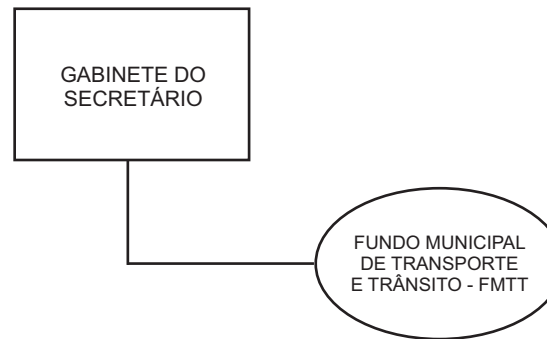 GABINETE DO
SECRETÁRIO
FUNDO MUNICIPAL
DE TRANSPORTE
E TRÂNSITO - FMTT